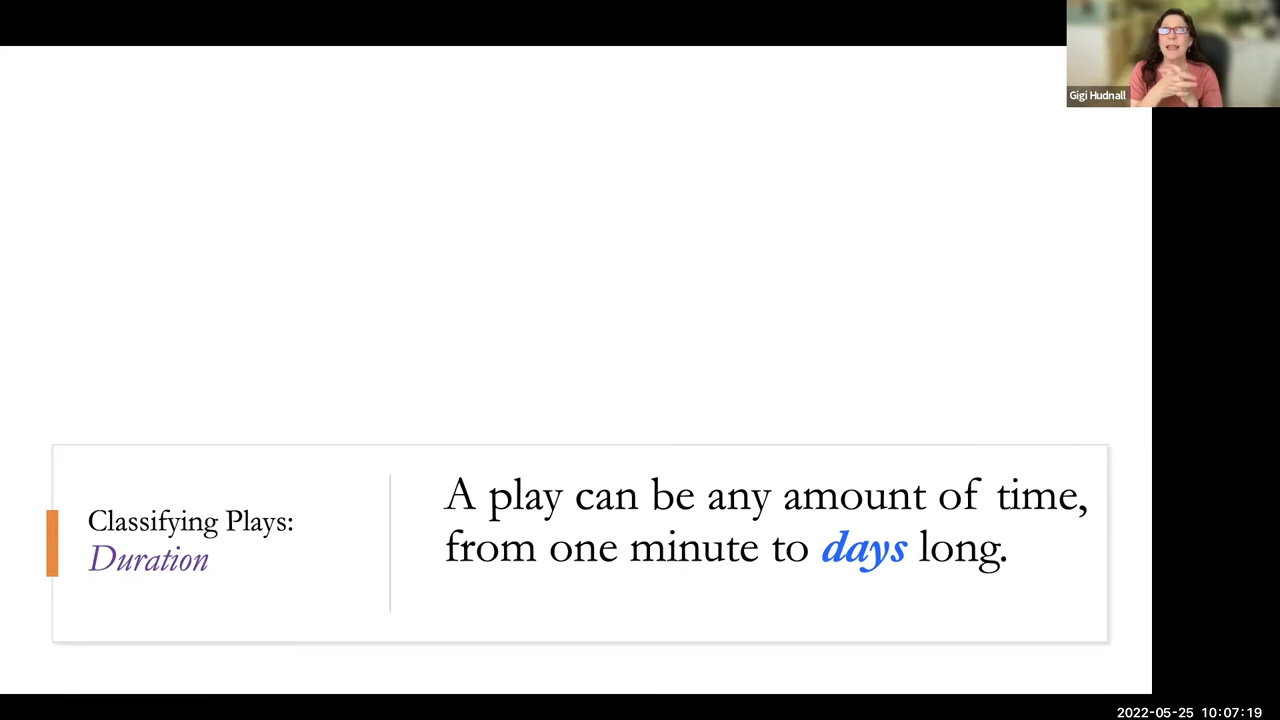 Gigi Hudnall
Classifying Plays:
Duration
A play can be any amount of time,
from one minute to days long.
2022-05-25 10:07:19